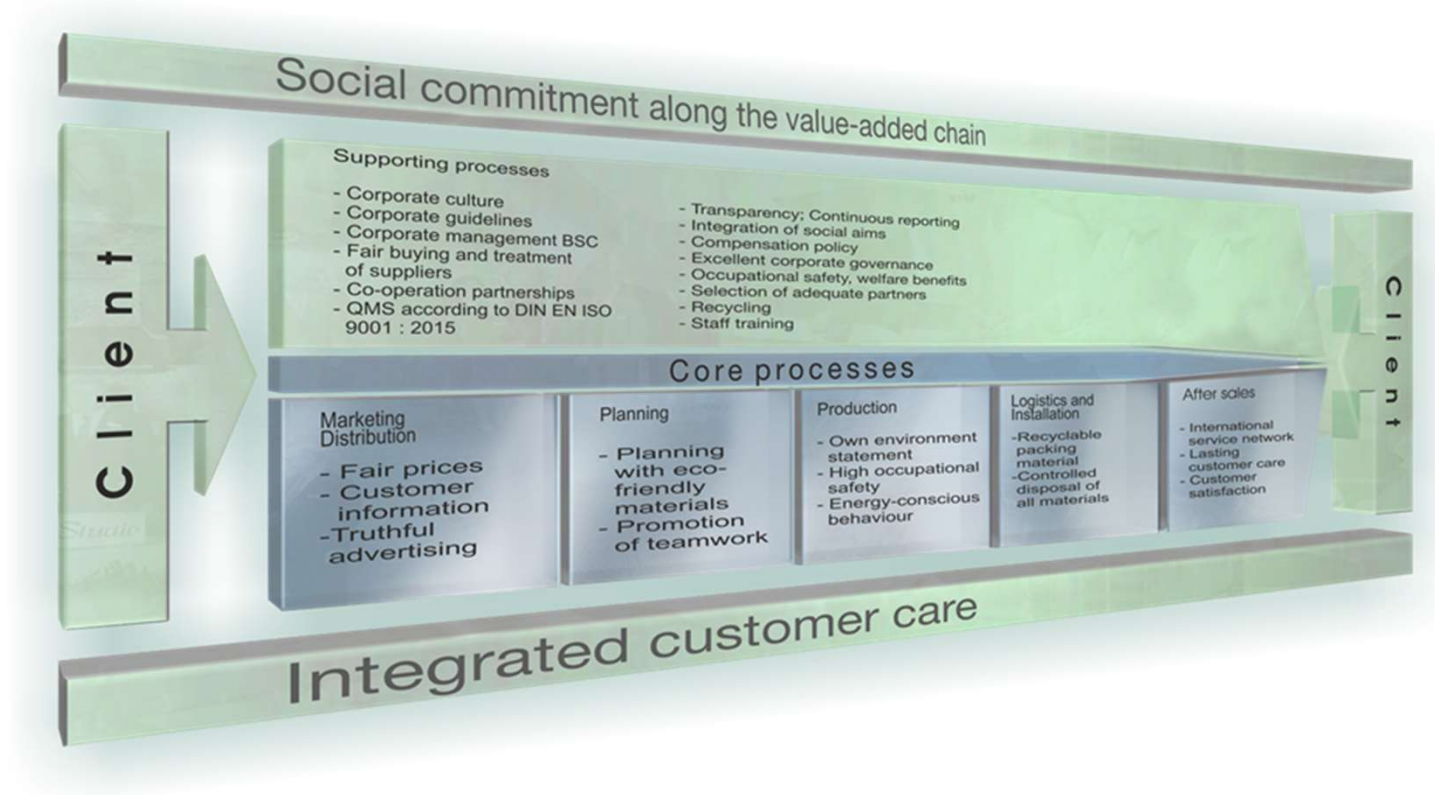 Social commitment along the value-added chain
Client
Supporting processes
- Corporate culture
- Corporate guidelines
- Corporate management BSC
- Fair buying and treatment
of suppliers
- Co-operation partnerships
- QMS according to DIN EN ISO
9001 : 2015
- Transparency; Continuous reporting
- Integration of social aims
- Compensation policy
- Excellent corporate governance
- Occupational safety, welfare benefits
- Selection of adequate partners
- Recycling
- Staff training
Core processes
Marketing
Distribution
- Fair prices
- Customer
information
-Truthful
advertising
Planning
- Planning
with eco-
friendly
materials
- Promotion
of teamwork
Production
- Own environment
statement
- High occupational
safety
- Energy-conscious
behaviour
Logistics and
Installation
-Recyclable
packing
material
-Controlled
disposal of
all materials
After sales
- International
service network
- Lasting
customer care
- Customer
satisfaction
Client
Studio
Integrated customer care